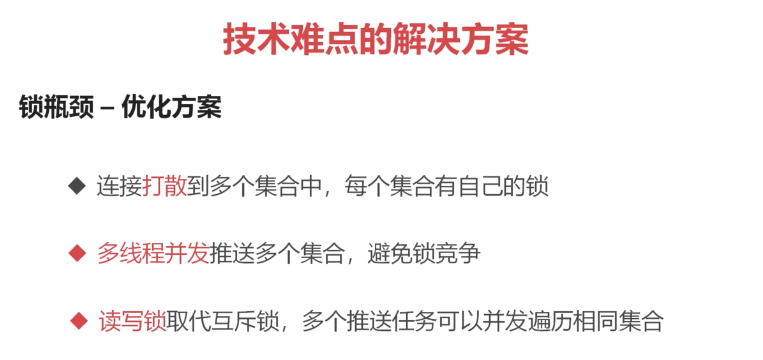 技术难点的解决方案
锁瓶颈 – 优化方案
◆ 连接打散到多个集合中，每个集合有自己的锁
◆ 多线程并发推送多个集合，避免锁竞争
◆ 读写锁取代互斥锁，多个推送任务可以并发遍历相同集合